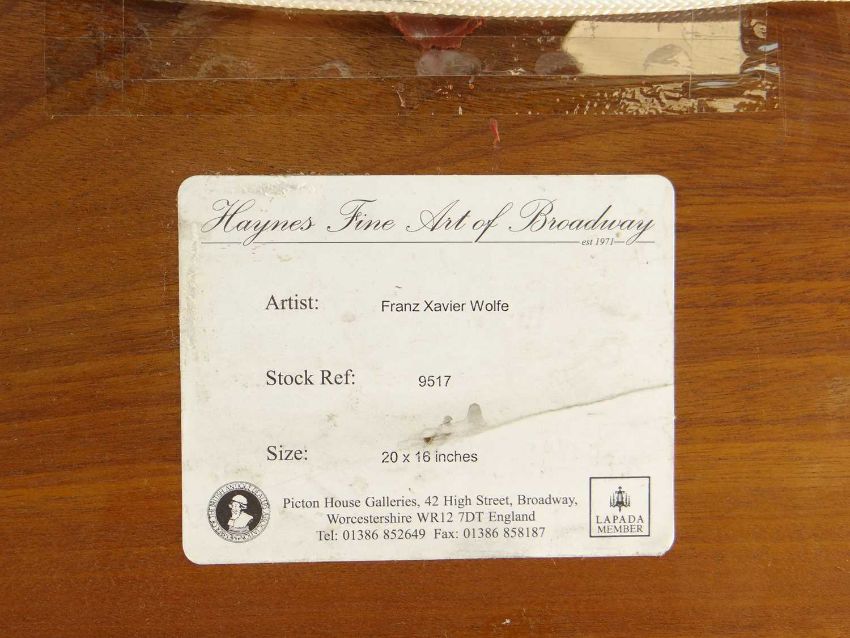 Haynes Fine Art of Broadway
est 1971
Artist: Franz Xavier Wolfe
Stock Ref: 9517
Size: 20 x 16 inches
Picton House Galleries, 42 High Street, Broadway,
Worcestershire WR12 7DT England
Tel: 01386 852649 Fax: 01386 858187
LAPADA
MEMBER